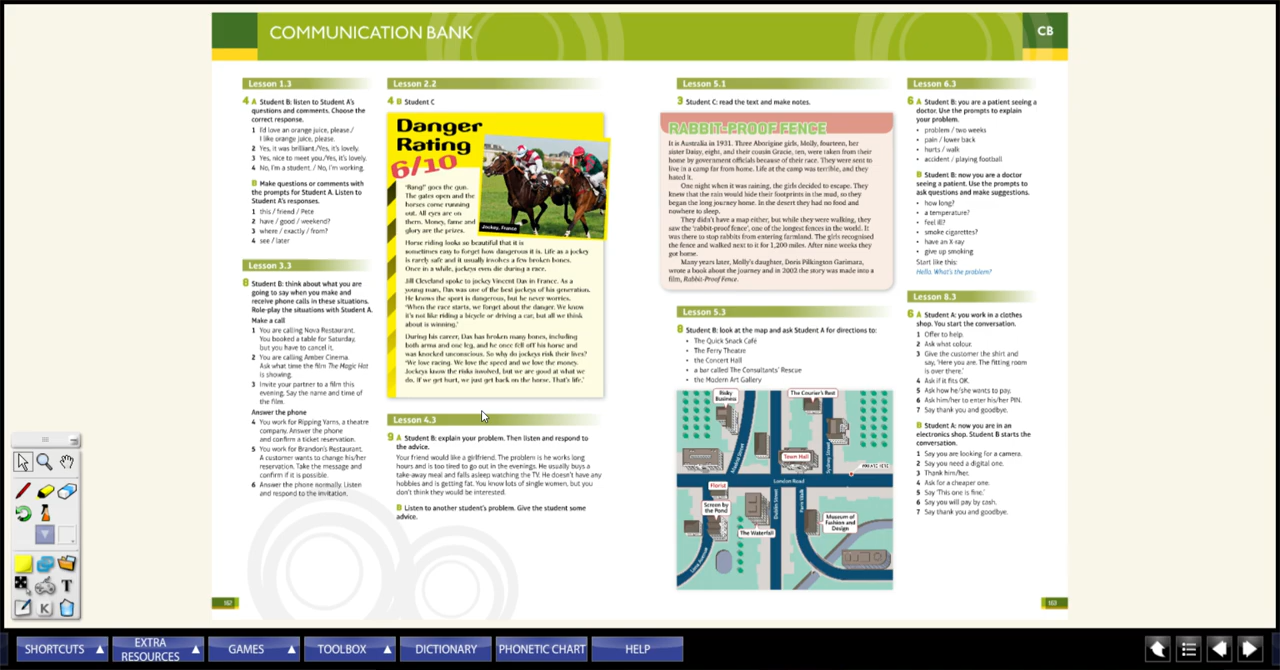 COMMUNICATION BANK
CB
Lesson 1.3
4 A Student B: listen to Student A's
questions and comments. Choose the
correct response.
1 I'd love an orange juice, please./
I like orange juice, please.
2 Yes, it was brilliant./Yes, it's lovely.
3 Yes, nice to meet you./Yes, it's lovely.
4 No, I'm a student. / No, I'm working.
B Make questions or comments with
the prompts for Student A. Listen to
Student A's responses.
1 this / friend / Pete
2 have / good / weekend?
3 where / exactly / from?
4 see / later
Lesson 3.3
8 Student B: think about what you are
going to say when you make and
receive phone calls in these situations.
Role-play the situations with Student A.
Make a call
1 You are calling Nova Restaurant.
You booked a table for Saturday,
but you have to cancel it.
2 You are calling Amber Cinema.
Ask what time the film The Magic Hat
is showing.
3 Invite your partner to a film this
evening. Say the name and time of
the film.
Answer the phone
4 You work for Ripping Yarns, a theatre
company. Answer the phone
and confirm a ticket reservation.
5 You work for Brandon's Restaurant.
A customer wants to change his/her
reservation. Take the message and
confirm if it is possible.
6 Answer the phone normally. Listen
and respond to the invitation.
Lesson 2.2
4 B Student C
Danger
Rating
6/10
'Bang!' goes the gun.
The gates open and the
horses come running
out. All eyes are on
them. Money, fame and
glory are the prizes.
Jockey, France
Horse riding looks so beautiful that it is
sometimes easy to forget how dangerous it is. Life as a jockey
is rarely safe and it usually involves a few broken bones.
Once in a while, jockeys even die during a race.
Jill Cleveland spoke to jockey Vincent Das in France. As a
young man, Das was one of the best jockeys of his generation.
He knows the sport is dangerous, but he never worries.
'When the race starts, we forget about the danger. We know
it's not like riding a bicycle or driving a car, but all we think
about is winning.'
During his career, Das has broken many bones, including
both arms and one leg, and he once fell off his horse and
was knocked unconscious. So why do jockeys risk their lives?
'We love racing. We love the speed and we love the money.
Jockeys know the risks involved, but we are good at what we
do. If we get hurt, we just get back on the horse. That's life.'
Lesson 4.3
9 A Student B: explain your problem. Then listen and respond to
the advice.
Your friend would like a girlfriend. The problem is he works long
hours and is too tired to go out in the evenings. He usually buys a
take-away meal and falls asleep watching the TV. He doesn't have any
hobbies and is getting fat. You know lots of single women, but you
don't think they would be interested.
B Listen to another student's problem. Give the student some
advice.
Lesson 5.1
3 Student C: read the text and make notes.
RABBIT-PROOF FENCE
It is Australia in 1931. Three Aborigine girls, Molly, fourteen, her
sister Daisy, eight, and their cousin Gracie, ten, were taken from their
home by government officials because of their race. They were sent
to live in a camp far from home. Life at the camp was terrible, and they
hated it.
One night when it was raining, the girls decided to escape. They
knew that the rain would hide their footprints in the mud, so they
began the long journey home. In the desert they had no food and
nowhere to sleep.
They didn't have a map either, but while they were walking, they
saw the 'rabbit-proof fence', one of the longest fences in the world. It
was there to stop rabbits from entering farmland. The girls recognised
the fence and walked next to it for 1,200 miles. After nine weeks they
got home.
Many years later, Molly's daughter, Doris Pilkington Garimara,
wrote a book about the journey and in 2002 the story was made into a
film, Rabbit-Proof Fence.
Lesson 5.3
8 Student B: look at the map and ask Student A for directions to:
• The Quick Snack Café
• The Ferry Theatre
• the Concert Hall
• a bar called The Consultants' Rescue
• the Modern Art Gallery
Risky
Business
The Courier's Rest
Town Hall
Madrid Street
Sydney Street
YOU ARE HERE
London Road
Florist
Screen by
the Pond
Dublin Street
Paris Walk
The Waterfall
Museum of
Fashion and
Design
Lesson 6.3
6 A Student B: you are a patient seeing a
doctor. Use the prompts to explain
your problem.
• problem / two weeks
• pain / lower back
• hurts / walk
• accident / playing football
B Student B: now you are a doctor
seeing a patient. Use the prompts to
ask questions and make suggestions.
• how long?
• a temperature?
• feel ill?
• smoke cigarettes?
• have an X-ray
• give up smoking
Start like this:
Hello. What's the problem?
Lesson 8.3
6 A Student A: you work in a clothes
shop. You start the conversation.
1 Offer to help.
2 Ask what colour.
3 Give the customer the shirt and
say, 'Here you are. The fitting room
is over there.'
4 Ask if it fits OK.
5 Ask how he/she wants to pay.
6 Ask him/her to enter his/her PIN.
7 Say thank you and goodbye.
B Student A: now you are in an
electronics shop. Student B starts the
conversation.
1 Say you are looking for a camera.
2 Say you need a digital one.
3 Thank him/her.
4 Ask for a cheaper one.
5 Say 'This one is fine.'
6 Say you will pay by cash.
7 Say thank you and goodbye.
162
163
T
K
SHORTCUTS
EXTRA
RESOURCES
GAMES
TOOLBOX
DICTIONARY
PHONETIC CHART
HELP